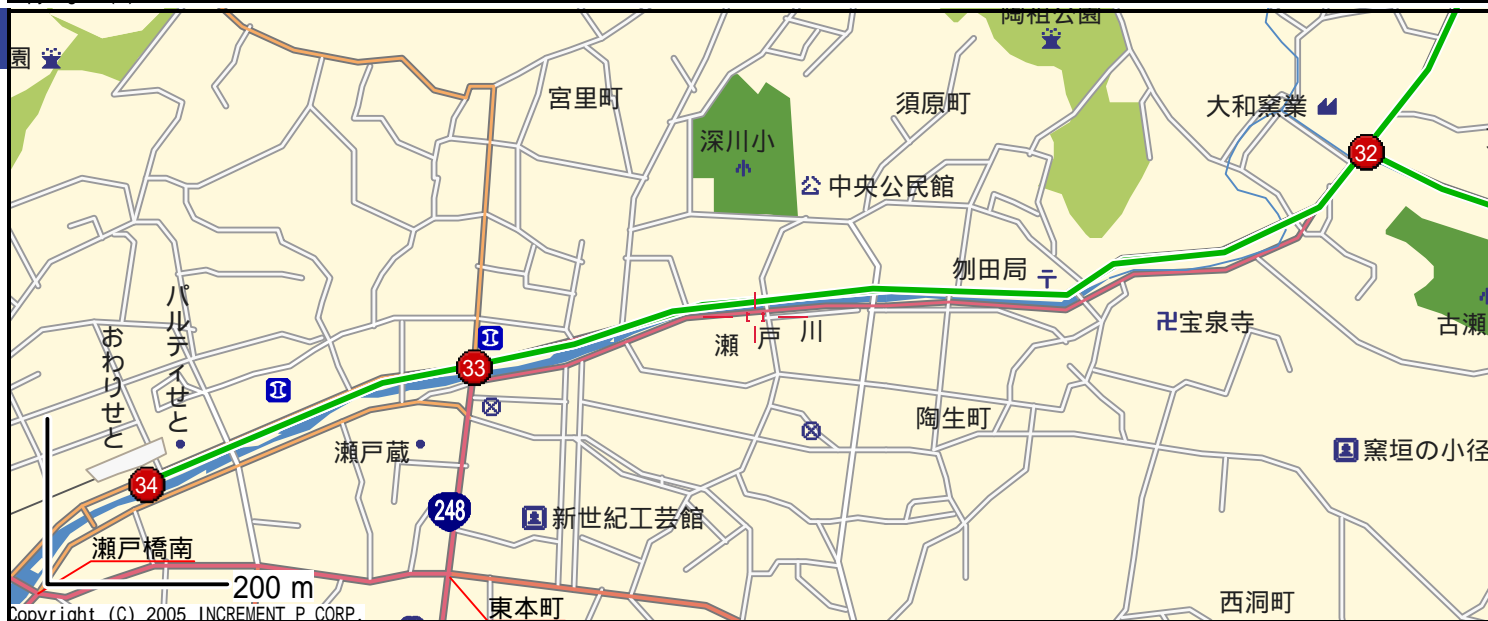 陶祖公園
園
宮里町
須原町
大和窯業
深川小
小
公 中央公民館
32
刎田局 〒
パルティせと
おわりせと
瀬戸川
卍宝泉寺
古瀬
33
陶生町
瀬戸蔵
窯垣の小径
34
248
新世紀工芸館
瀬戸橋南
200 m
東本町
西洞町
Copyright (C) 2005 INCREMENT P CORP.